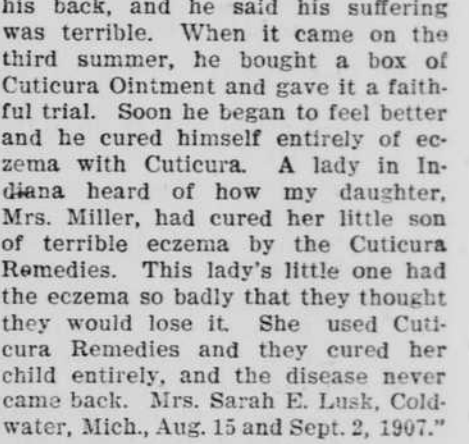 his back, and he said his suffering
was terrible. When it came on the
third summer, he bought a box of
Cuticura Ointment and gave it a faith-
ful trial. Soon he began to feel better
and he cured himself entirely of ec-
zema with Cuticura. A lady in In-
diana heard of how my daughter,
Mrs. Miller, had cured her little son
of terrible eczema by the Cuticura
Remedies. This lady's little one had
the eczema so badly that they thought
they would lose it. She used Cuti-
cura Remedies and they cured her
child entirely, and the disease never
came back. Mrs. Sarah E. Lusk, Cold-
water, Mich., Aug. 15 and Sept. 2, 1907."